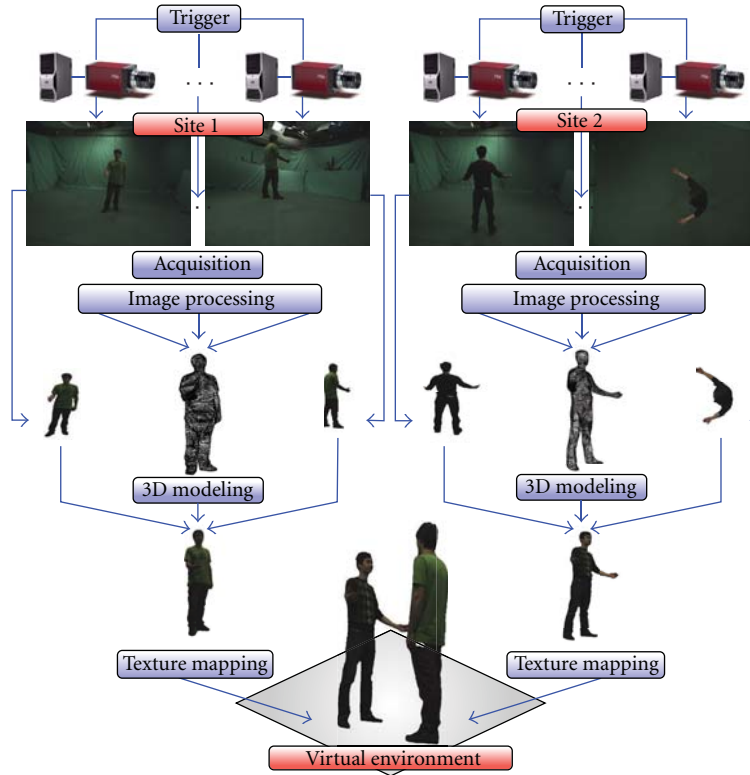 Trigger
Trigger
. . .
. . .
Site 1
Site 2
Acquisition
Acquisition
Image processing
Image processing
3D modeling
3D modeling
Texture mapping
Texture mapping
Virtual environment